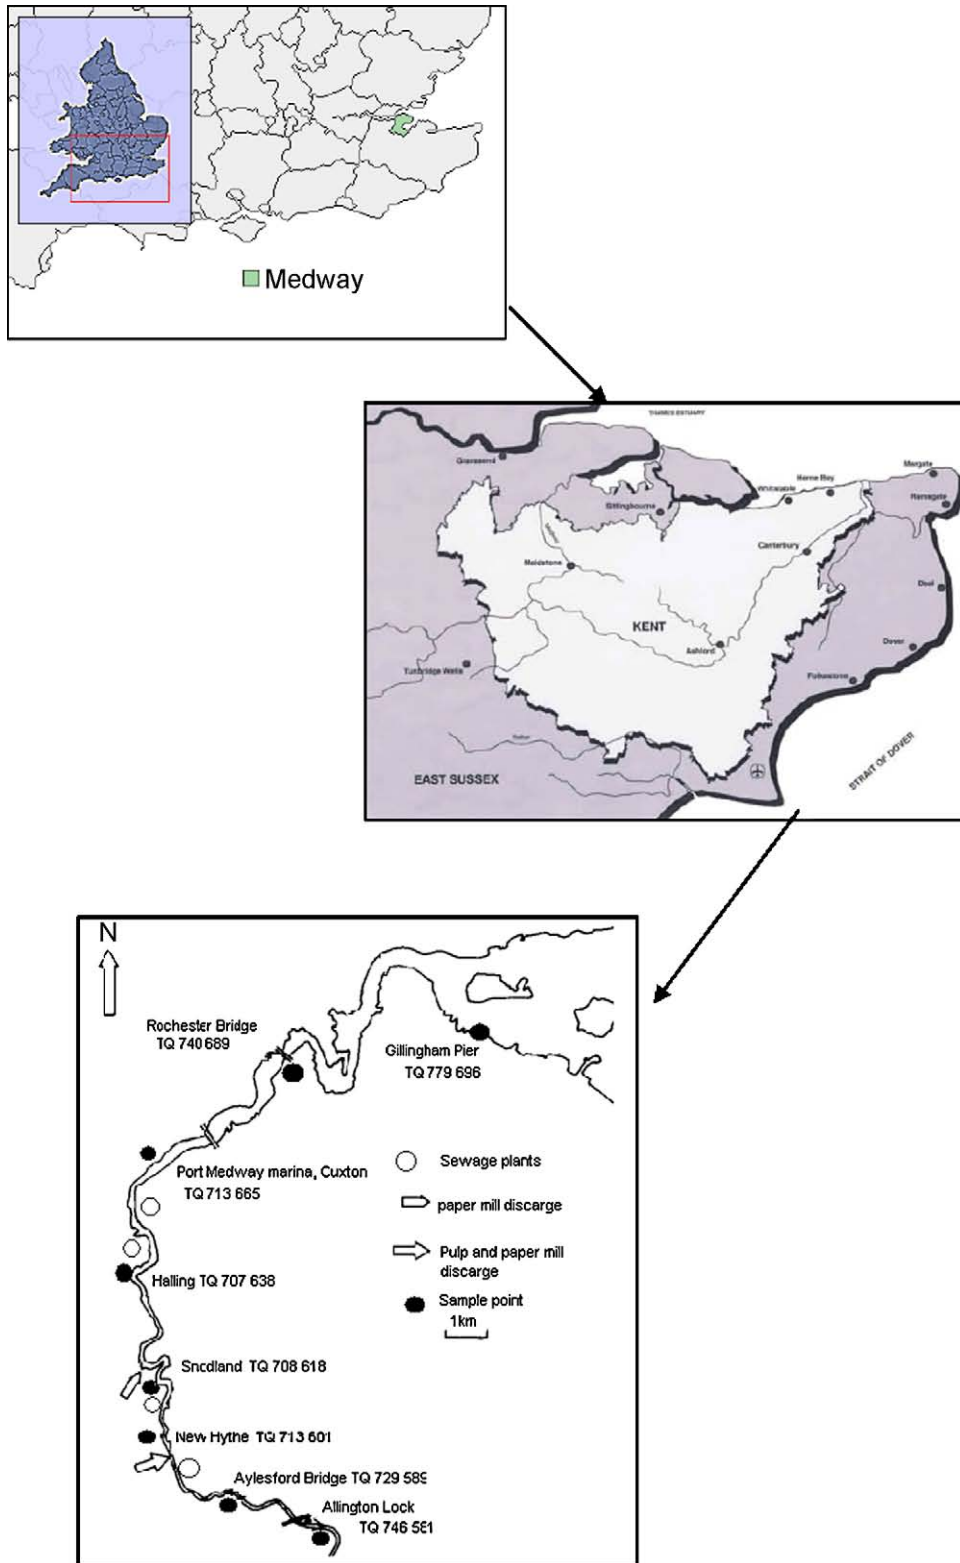 Medway
THAMES ESTUARY
Gravesend
Margate
Herne Bay
Whitstable
Ramsgate
Sittingbourne
Canterbury
Maidstone
Deal
KENT
Ashford
Dover
Tunbridge Wells
Folkestone
STRAIT OF DOVER
EAST SUSSEX
N
Rochester Bridge
TQ 740 689
Gillingham Pier
TQ 779 696
Port Medway marina, Cuxton
TQ 713 665
Sewage plants
paper mill discarge
Pulp and paper mill
discarge
Halling TQ 707 638
Sample point
1km
Snodland TQ 708 618
New Hythe TQ 713 601
Aylesford Bridge TQ 729 589
Allington Lock
TQ 746 581